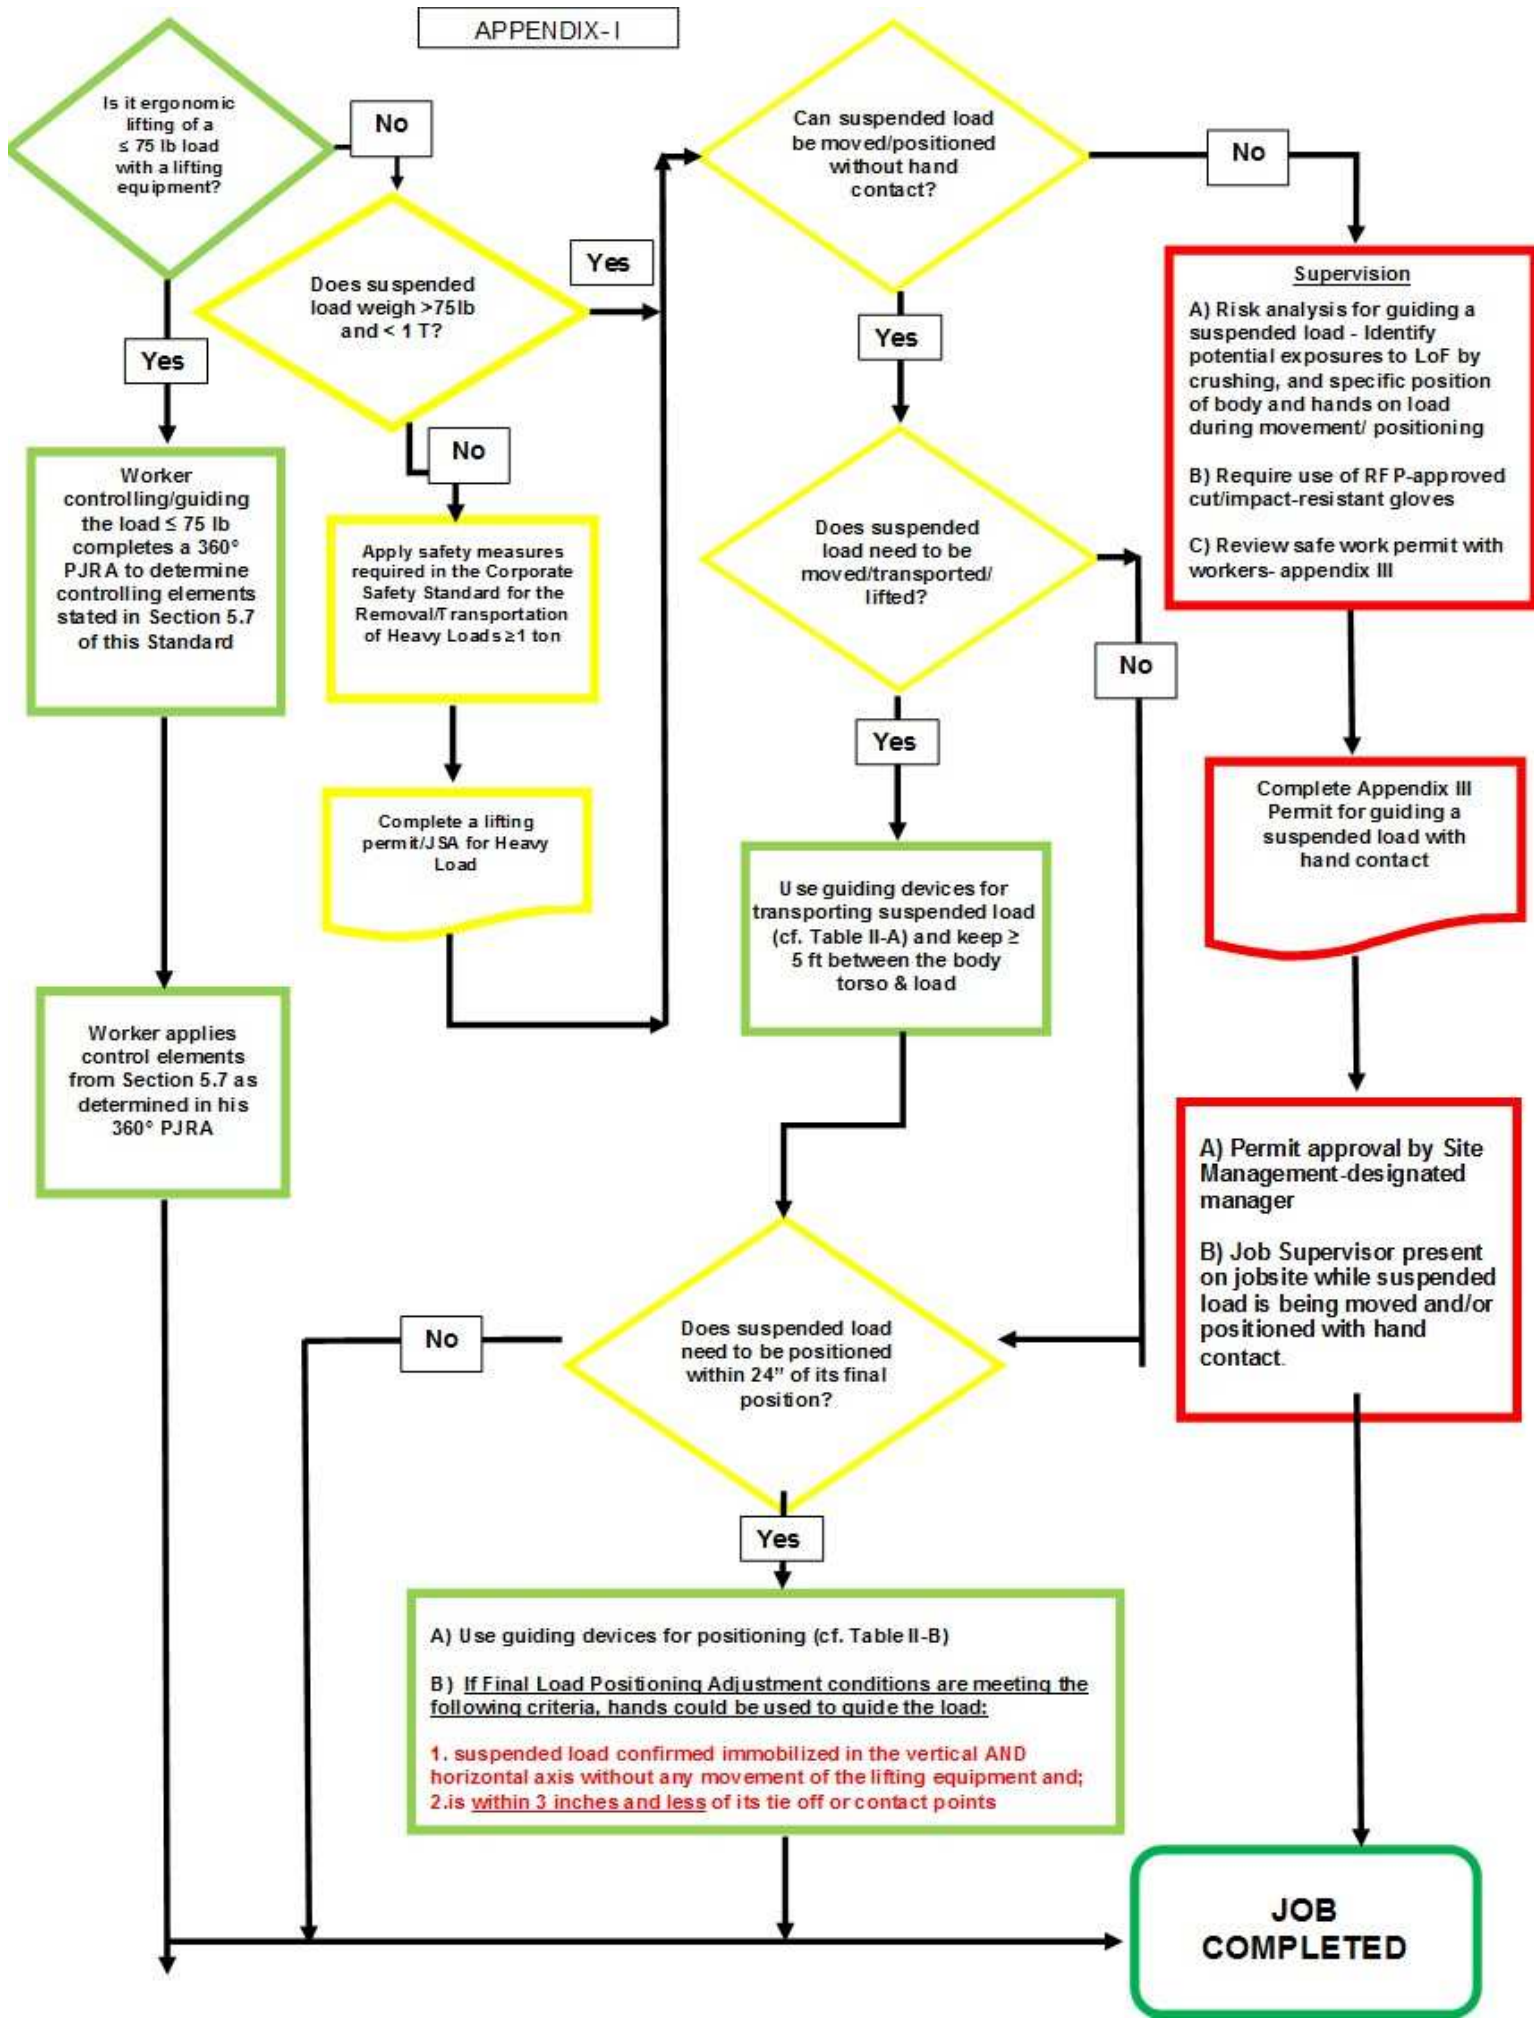 APPENDIX- I
Is it ergonomic
lifting of a
≤ 75 lb load
with a lifting
equipment?
No
Yes
Does suspended
load weigh >75lb
and < 1 T?
Yes
No
Worker
controlling/guiding
the load ≤ 75 lb
completes a 360°
PJRA to determine
controlling elements
stated in Section 5.7
of this Standard
Apply safety measures
required in the Corporate
Safety Standard for the
Removal/Transportation
of Heavy Loads ≥1 ton
Complete a lifting
permit/JSA for Heavy
Load
Worker applies
control elements
from Section 5.7 as
determined in his
360° PJRA
Can suspended load
be moved/positioned
without hand
contact?
No
Yes
Does suspended
load need to be
moved/transported/
lifted?
No
Yes
Use guiding devices for
transporting suspended load
(cf. Table II-A) and keep ≥
5 ft between the body
torso & load
Supervision
A) Risk analysis for guiding a
suspended load - Identify
potential exposures to LoF by
crushing, and specific position
of body and hands on load
during movement/ positioning
B) Require use of RFP-approved
cut/impact-resistant gloves
C) Review safe work permit with
workers- appendix III
Complete Appendix III
Permit for guiding a
suspended load with
hand contact
A) Permit approval by Site
Management-designated
manager
B) Job Supervisor present
on jobsite while suspended
load is being moved and/or
positioned with hand
contact.
Does suspended load
need to be positioned
within 24” of its final
position?
No
Yes
A) Use guiding devices for positioning (cf. Table II-B)
B) If Final Load Positioning Adjustment conditions are meeting the
following criteria, hands could be used to guide the load:
1. suspended load confirmed immobilized in the vertical AND
horizontal axis without any movement of the lifting equipment and;
2.is within 3 inches and less of its tie off or contact points
JOB
COMPLETED